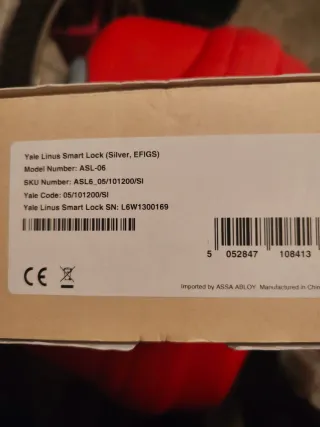 Yale Linus Smart Lock (Silver, EFIGS)
Model Number: ASL-06
SKU Number: ASL6_05/101200/SI
Yale Code: 05/101200/SI
Yale Linus Smart Lock SN: L6W1300169
5 052847 108413
CE
Imported by ASSA ABLOY Manufactured in Chin